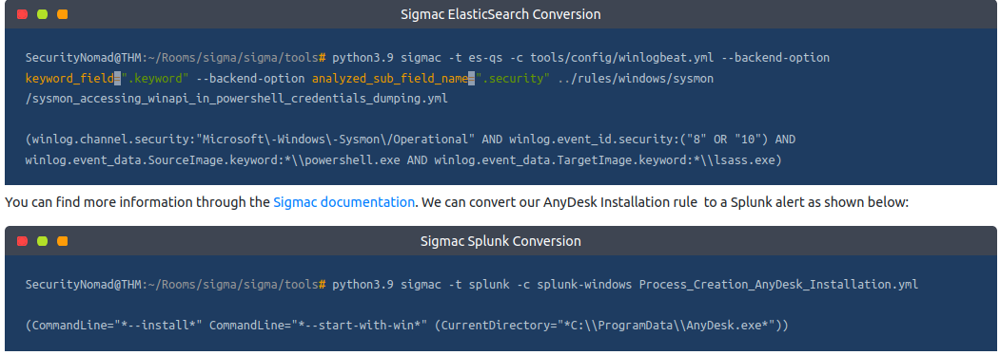 Sigmac ElasticSearch Conversion
SecurityNomad@THM:~/Rooms/sigma/sigma/tools# python3.9 sigmac -t es-qs -c tools/config/winlogbeat.yml --backend-option
keyword_field=".keyword" --backend-option analyzed_sub_field_name=".security" ../rules/windows/sysmon
/sysmon_accessing_winapi_in_powershell_credentials_dumping.yml
(winlog.channel.security:"Microsoft\-Windows\-Sysmon\/Operational" AND winlog.event_id.security:("8" OR "10") AND
winlog.event_data.SourceImage.keyword:*\\powershell.exe AND winlog.event_data.TargetImage.keyword:*\\lsass.exe)
You can find more information through the Sigmac documentation. We can convert our AnyDesk Installation rule  to a Splunk alert as shown below:
Sigmac Splunk Conversion
SecurityNomad@THM:~/Rooms/sigma/sigma/tools# python3.9 sigmac -t splunk -c splunk-windows Process_Creation_AnyDesk_Installation.yml
(CommandLine="*--install*" CommandLine="*--start-with-win*" (CurrentDirectory="*C:\\ProgramData\\AnyDesk.exe*"))